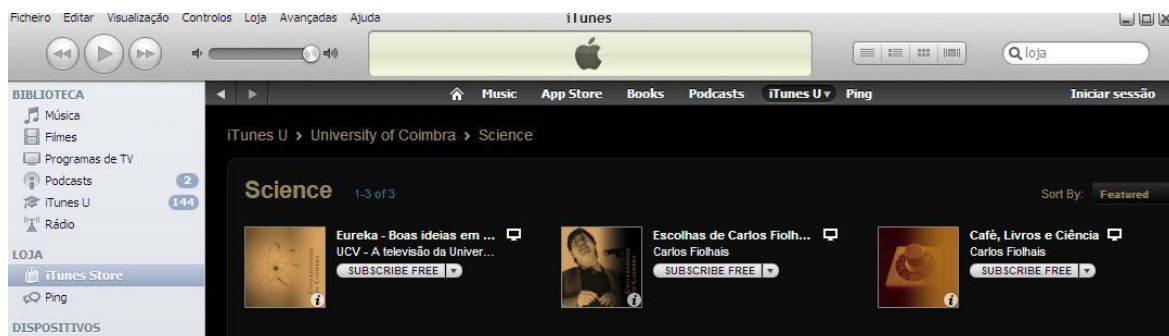 Ficheiro Editar Visualização Controlos Loja Avançadas Ajuda
iTunes
loja
BIBLIOTECA
Música
Filmes
Programas de TV
Podcasts 2
iTunes U 144
Rádio
LOJA
iTunes Store
Ping
DISPOSITIVOS
Music App Store Books Podcasts iTunes U Ping Iniciar sessão
iTunes U > University of Coimbra > Science
Science 1-3 of 3 Sort By: Featured
Eureka - Boas ideias em ...
UCV - A televisão da Univer...
SUBSCRIBE FREE
Escolhas de Carlos Fiolh...
Carlos Fiolhais
SUBSCRIBE FREE
Café, Livros e Ciência
Carlos Fiolhais
SUBSCRIBE FREE